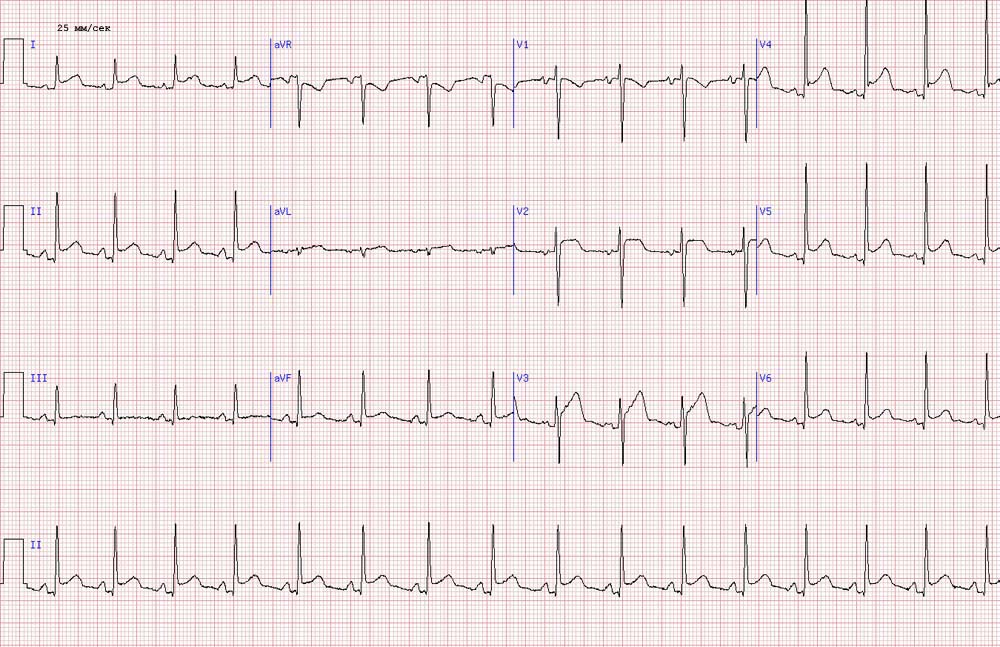 25 мм/сек
I aVR V1 V4
II aVL V2 V5
III aVF V3 V6
II